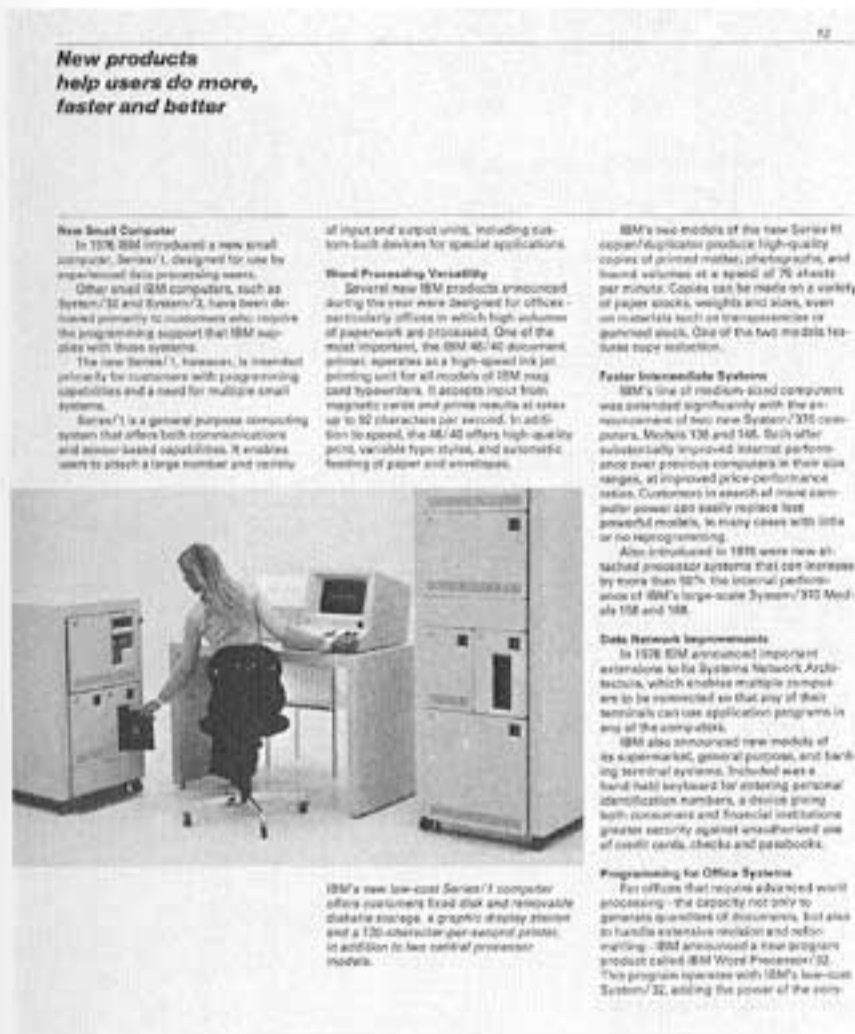 12
New products
help users do more,
faster and better
New Small Computer
In 1976 IBM introduced a new small
computer, Series/1, designed for use by
experienced data processing users.
Other small IBM computers, such as
System/32 and System/3, have been de-
livered primarily to customers who require
the programming support that IBM sup-
plies with those systems.
The new Series/1, however, is intended
primarily for customers with programming
capabilities and a need for multiple small
systems.
Series/1 is a general purpose computing
system that offers both communications
and sensor-based capabilities. It enables
users to attach a large number and variety
of input and output units, including cus-
tom-built devices for special applications.
Word Processing Versatility
Several new IBM products announced
during the year were designed for offices -
particularly offices in which high volumes
of paperwork are processed. One of the
most important, the IBM 46/40 document
printer, operates as a high-speed ink jet
printing unit for all models of IBM mag
card typewriters. It accepts input from
magnetic cards and prints results at rates
up to 92 characters per second. In addi-
tion to speed, the 46/40 offers high-quality
print, variable type styles, and automatic
feeding of paper and envelopes.
IBM's new low-cost Series/1 computer
offers customers fixed disk and removable
diskette storage, a graphic display station
and a 120-character-per-second printer,
in addition to two central processor
models.
IBM's two models of the new Series III
copier/duplicator produce high-quality
copies of printed matter, photographs, and
bound volumes at a speed of 75 sheets
per minute. Copies can be made on a variety
of paper stocks, weights and sizes, even
on materials such as transparencies or
gummed stock. One of the two models fea-
tures copy reduction.
Faster Intermediate Systems
IBM's line of medium-sized computers
was extended significantly with the an-
nouncement of two new System/370 com-
puters, Models 138 and 148. Both offer
substantially improved internal perform-
ance over previous computers in their size
ranges, at improved price-performance
ratios. Customers in search of more com-
puter power can easily replace less
powerful models, in many cases with little
or no reprogramming.
Also introduced in 1976 were new at-
tached processor systems that can increase
by more than 50% the internal perform-
ance of IBM's large-scale System/370 Mod-
els 158 and 168.
Data Network Improvements
In 1976 IBM announced important
extensions to its Systems Network Archi-
tecture, which enables multiple comput-
ers to be connected so that any of their
terminals can use application programs in
any of the computers.
IBM also announced new models of
its supermarket, general purpose, and bank-
ing terminal systems. Included was a
hand-held keyboard for entering personal
identification numbers, a device giving
both consumers and financial institutions
greater security against unauthorized use
of credit cards, checks and passbooks.
Programming for Office Systems
For offices that require advanced word
processing - the capacity not only to
generate quantities of documents, but also
to handle extensive revision and refor-
matting - IBM announced a new program
product called IBM Word Processor/32.
This program operates with IBM's low-cost
System/32, adding the power of the com-